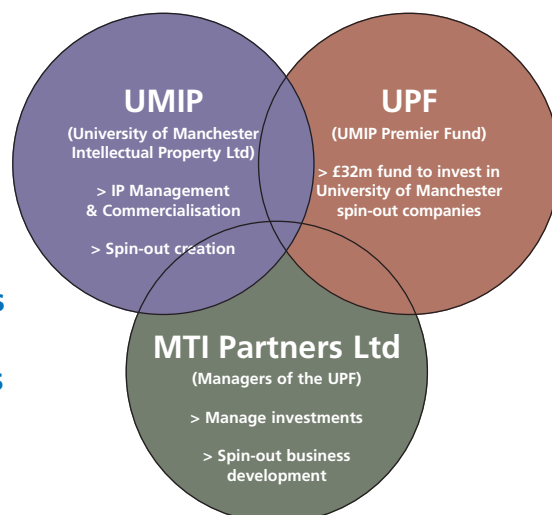 UMIP
(University of Manchester
Intellectual Property Ltd)
> IP Management
& Commercialisation
> Spin-out creation
UPF
(UMIP Premier Fund)
> £32m fund to invest in
University of Manchester
spin-out companies
s
s
MTI Partners Ltd
(Managers of the UPF)
> Manage investments
> Spin-out business
development